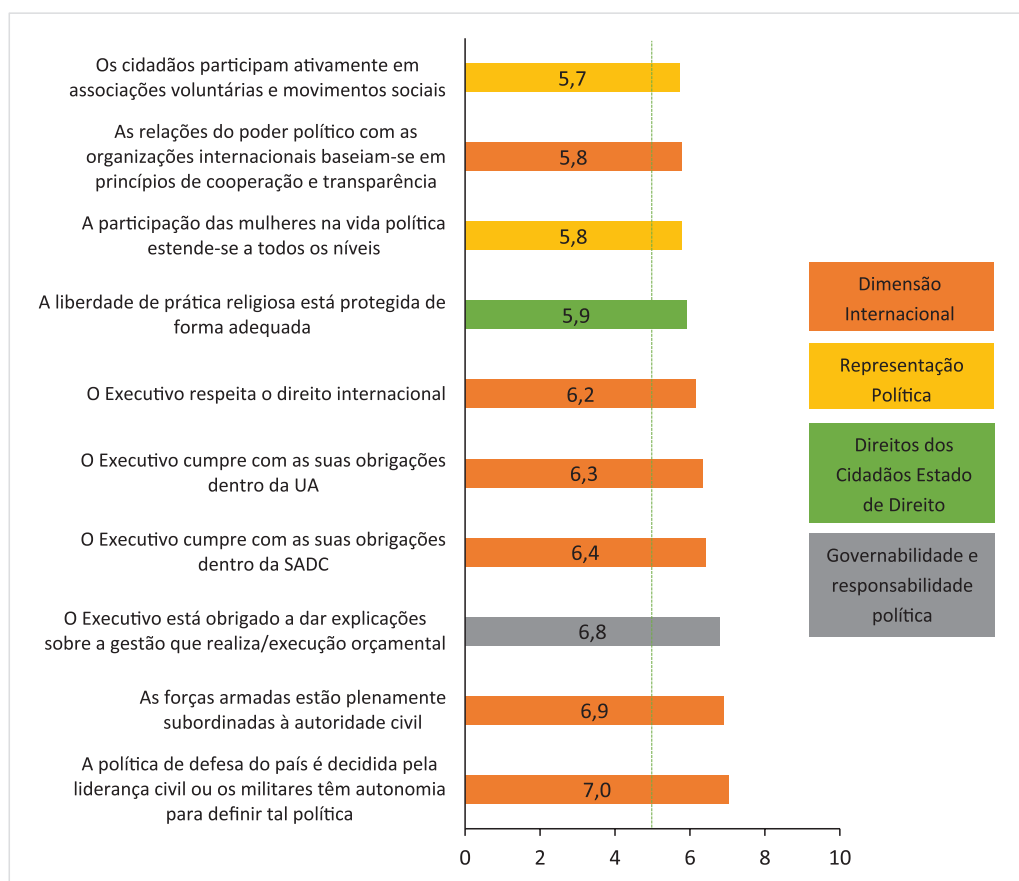 Os cidadãos participam ativamente em
associações voluntárias e movimentos sociais
5,7
As relações do poder político com as
organizações internacionais baseiam-se em
princípios de cooperação e transparência
5,8
A participação das mulheres na vida política
estende-se a todos os níveis
5,8
A liberdade de prática religiosa está protegida de
forma adequada
5,9
O Executivo respeita o direito internacional
6,2
O Executivo cumpre com as suas obrigações
dentro da UA
6,3
O Executivo cumpre com as suas obrigações
dentro da SADC
6,4
O Executivo está obrigado a dar explicações
sobre a gestão que realiza/execução orçamental
6,8
As forças armadas estão plenamente
subordinadas à autoridade civil
6,9
A política de defesa do país é decidida pela
liderança civil ou os militares têm autonomia
para definir tal política
7,0
0 2 4 6 8 10
Dimensão
Internacional
Representação
Política
Direitos dos
Cidadãos Estado
de Direito
Governabilidade e
responsabilidade
política